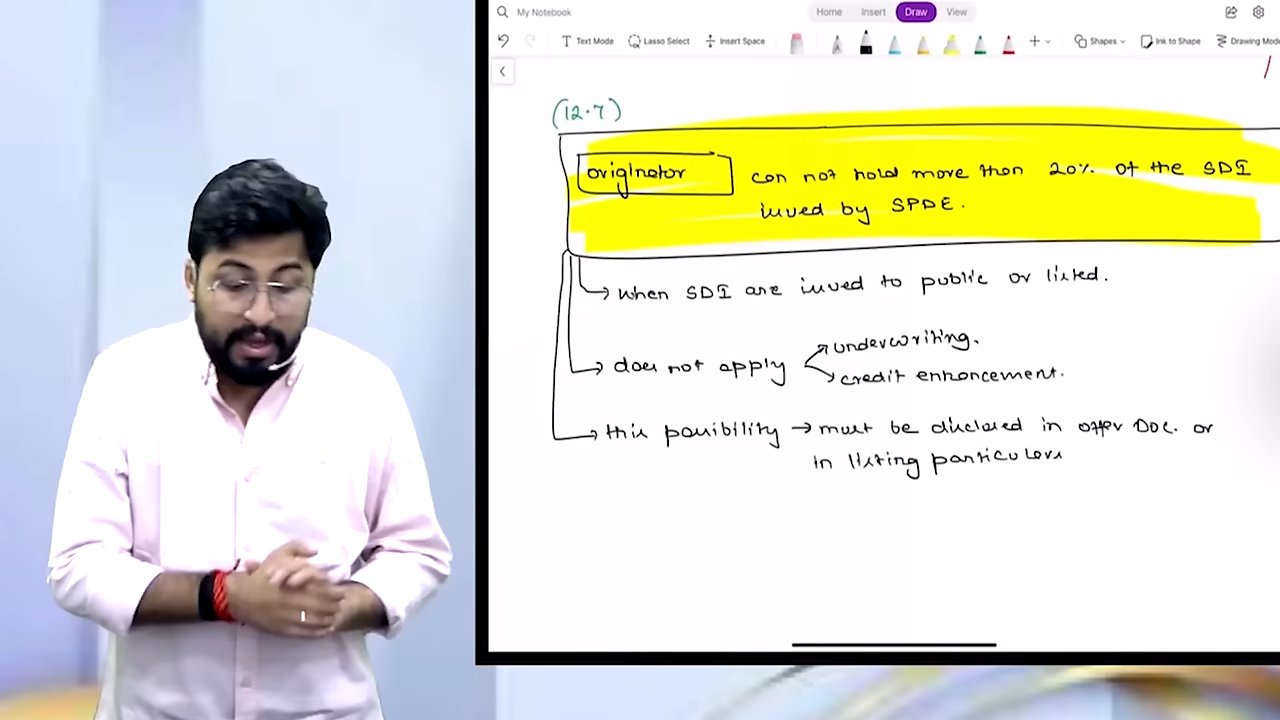 My Notebook
Home Insert Draw View
Text Mode Lasso Select Insert Space Shapes Ink to Shape Drawing Mode
(12.7)
originator can not hold more than 20% of the SDI
issued by SPDE.
when SDI are issued to public or listed.
does not apply
underwriting.
credit enhancement.
this possibility → must be disclosed in offer Doc. or
in listing particulars